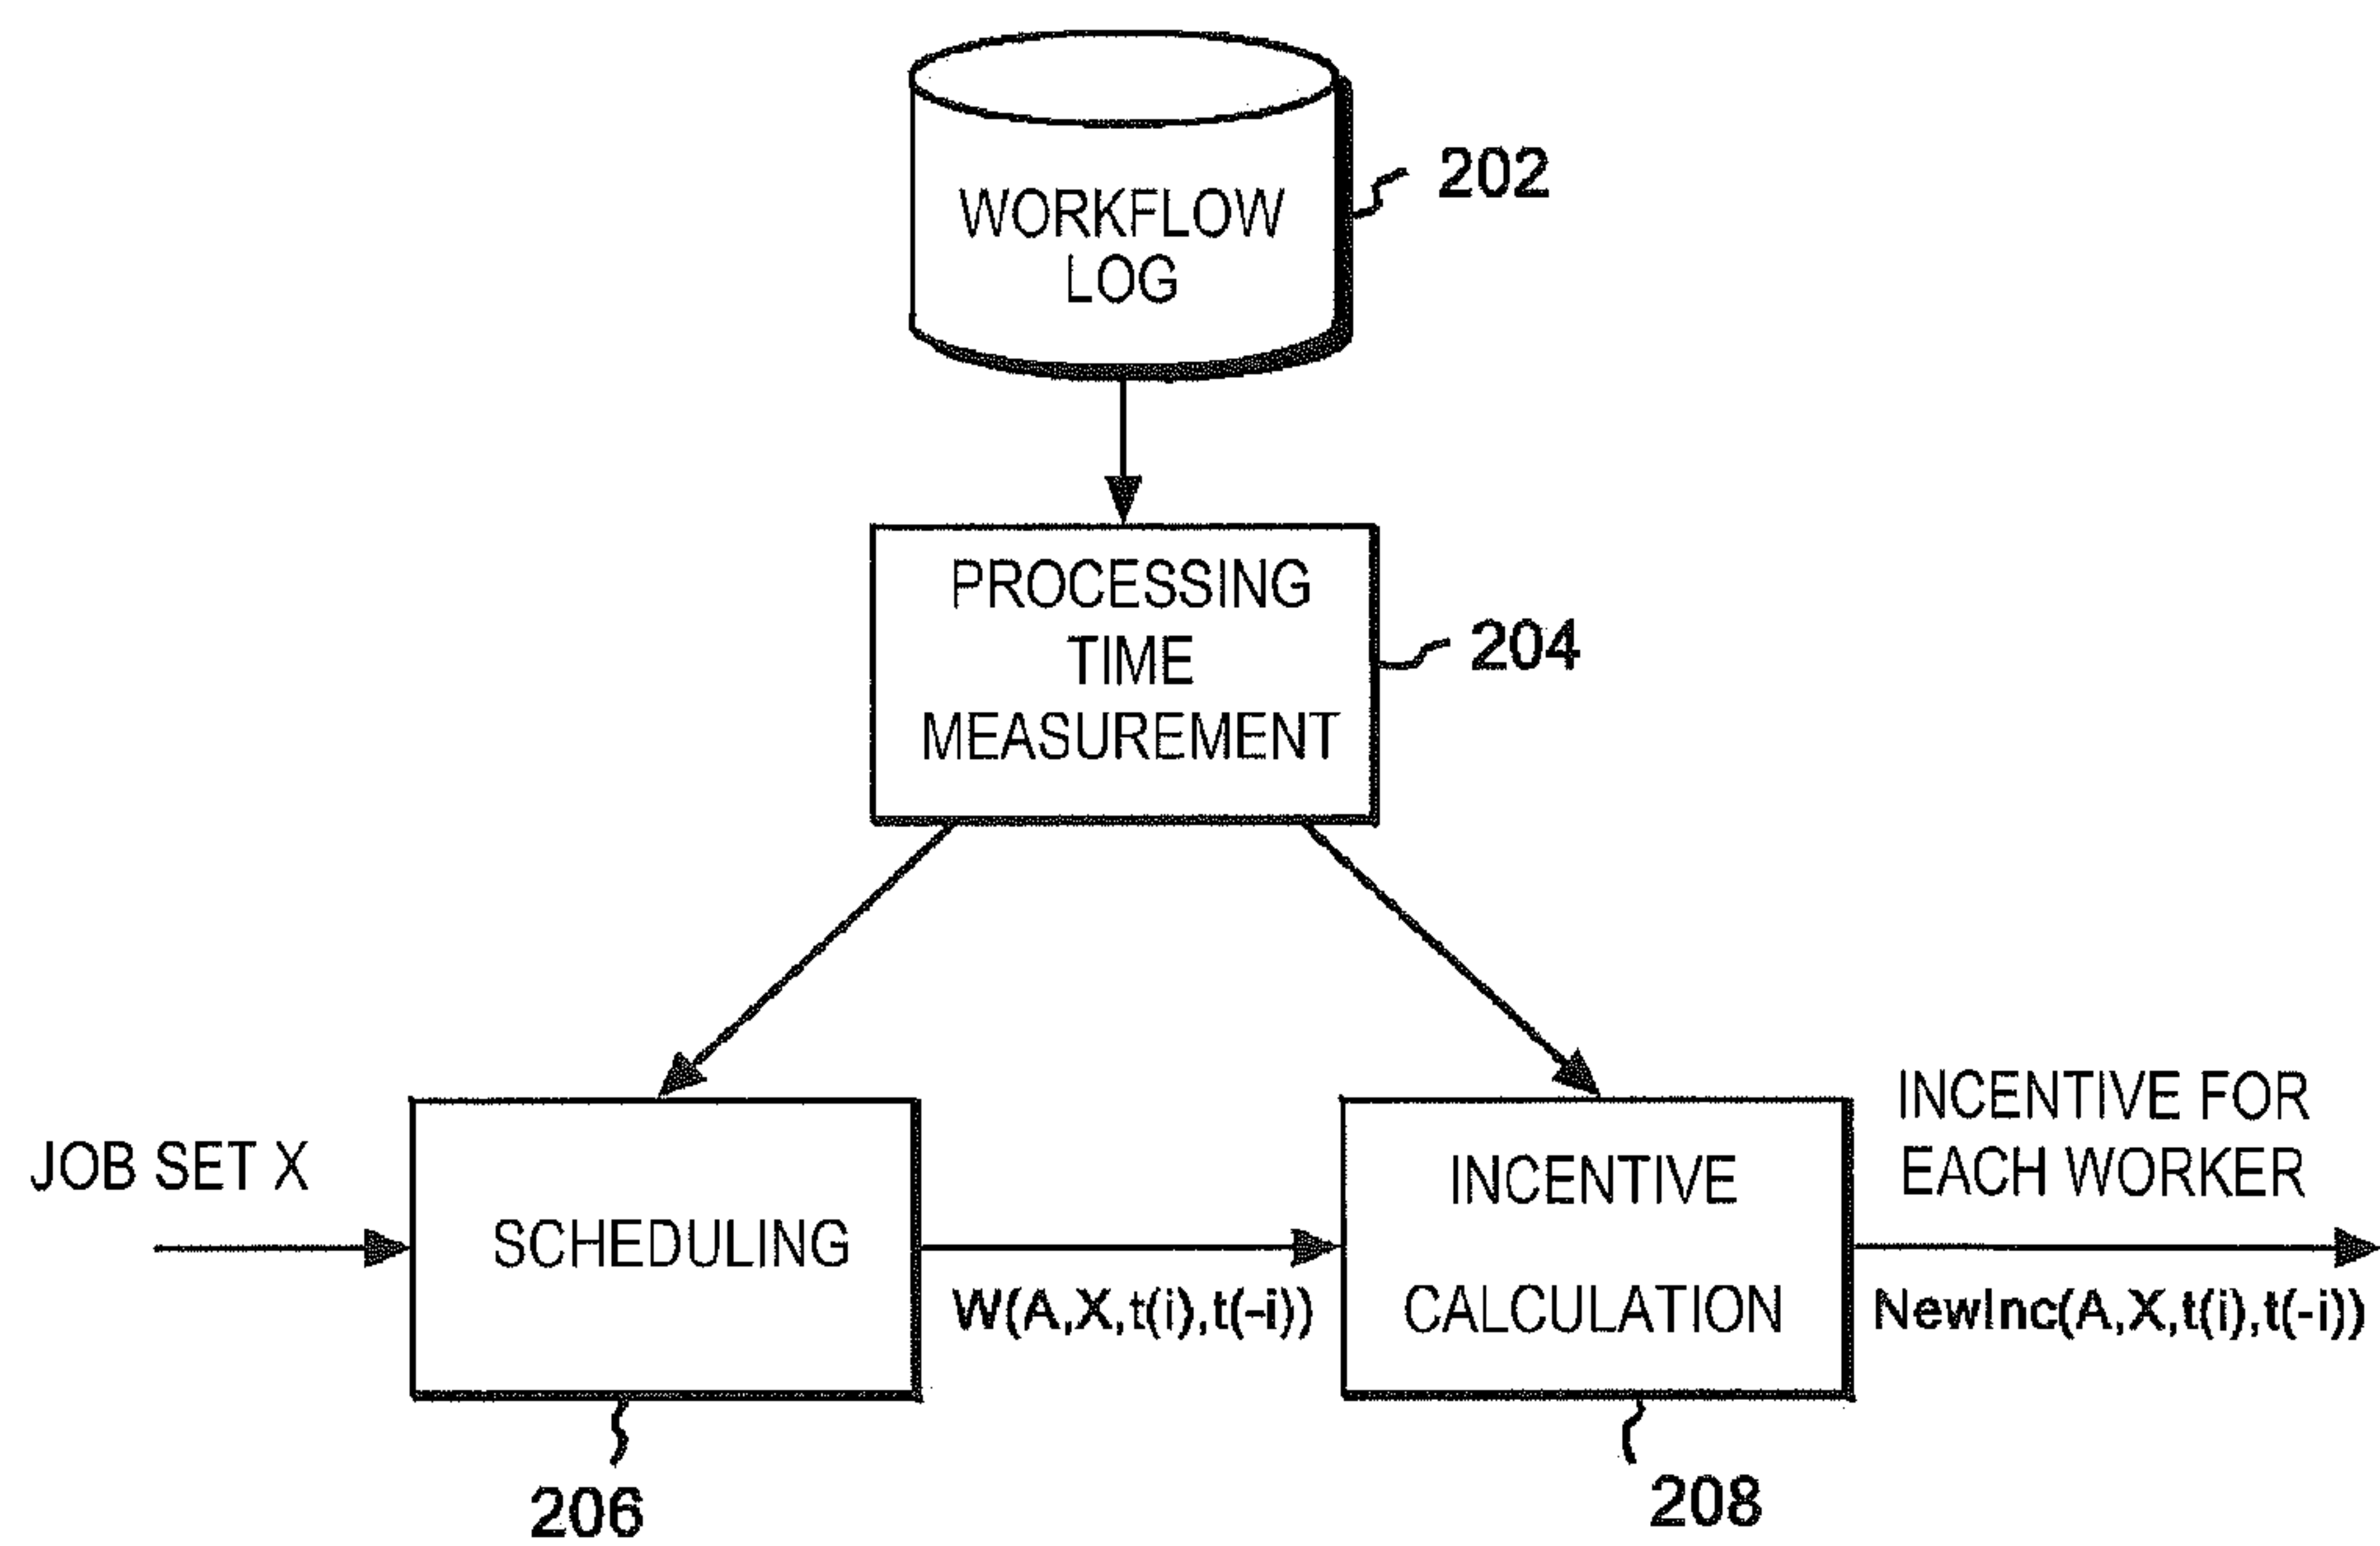 WORKFLOW
LOG
202
PROCESSING
TIME
MEASUREMENT
204
JOB SET X
SCHEDULING
206
W(A,X,t(i),t(-i))
INCENTIVE
CALCULATION
208
INCENTIVE FOR
EACH WORKER
NewInc(A,X,t(i),t(-i))